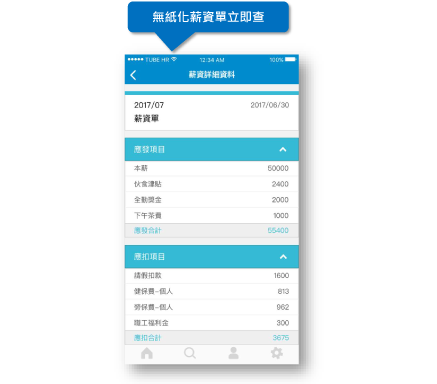 無紙化薪資單立即查
TUBE HR 12:34 AM 100%
薪資詳細資料
2017/07 2017/06/30
薪資單
應發項目
本薪 50000
伙食津貼 2400
全勤獎金 2000
下午茶費 1000
應發合計 55400
應扣項目
請假扣款 1600
健保費-個人 813
勞保費-個人 962
職工福利金 300
應扣合計 3675